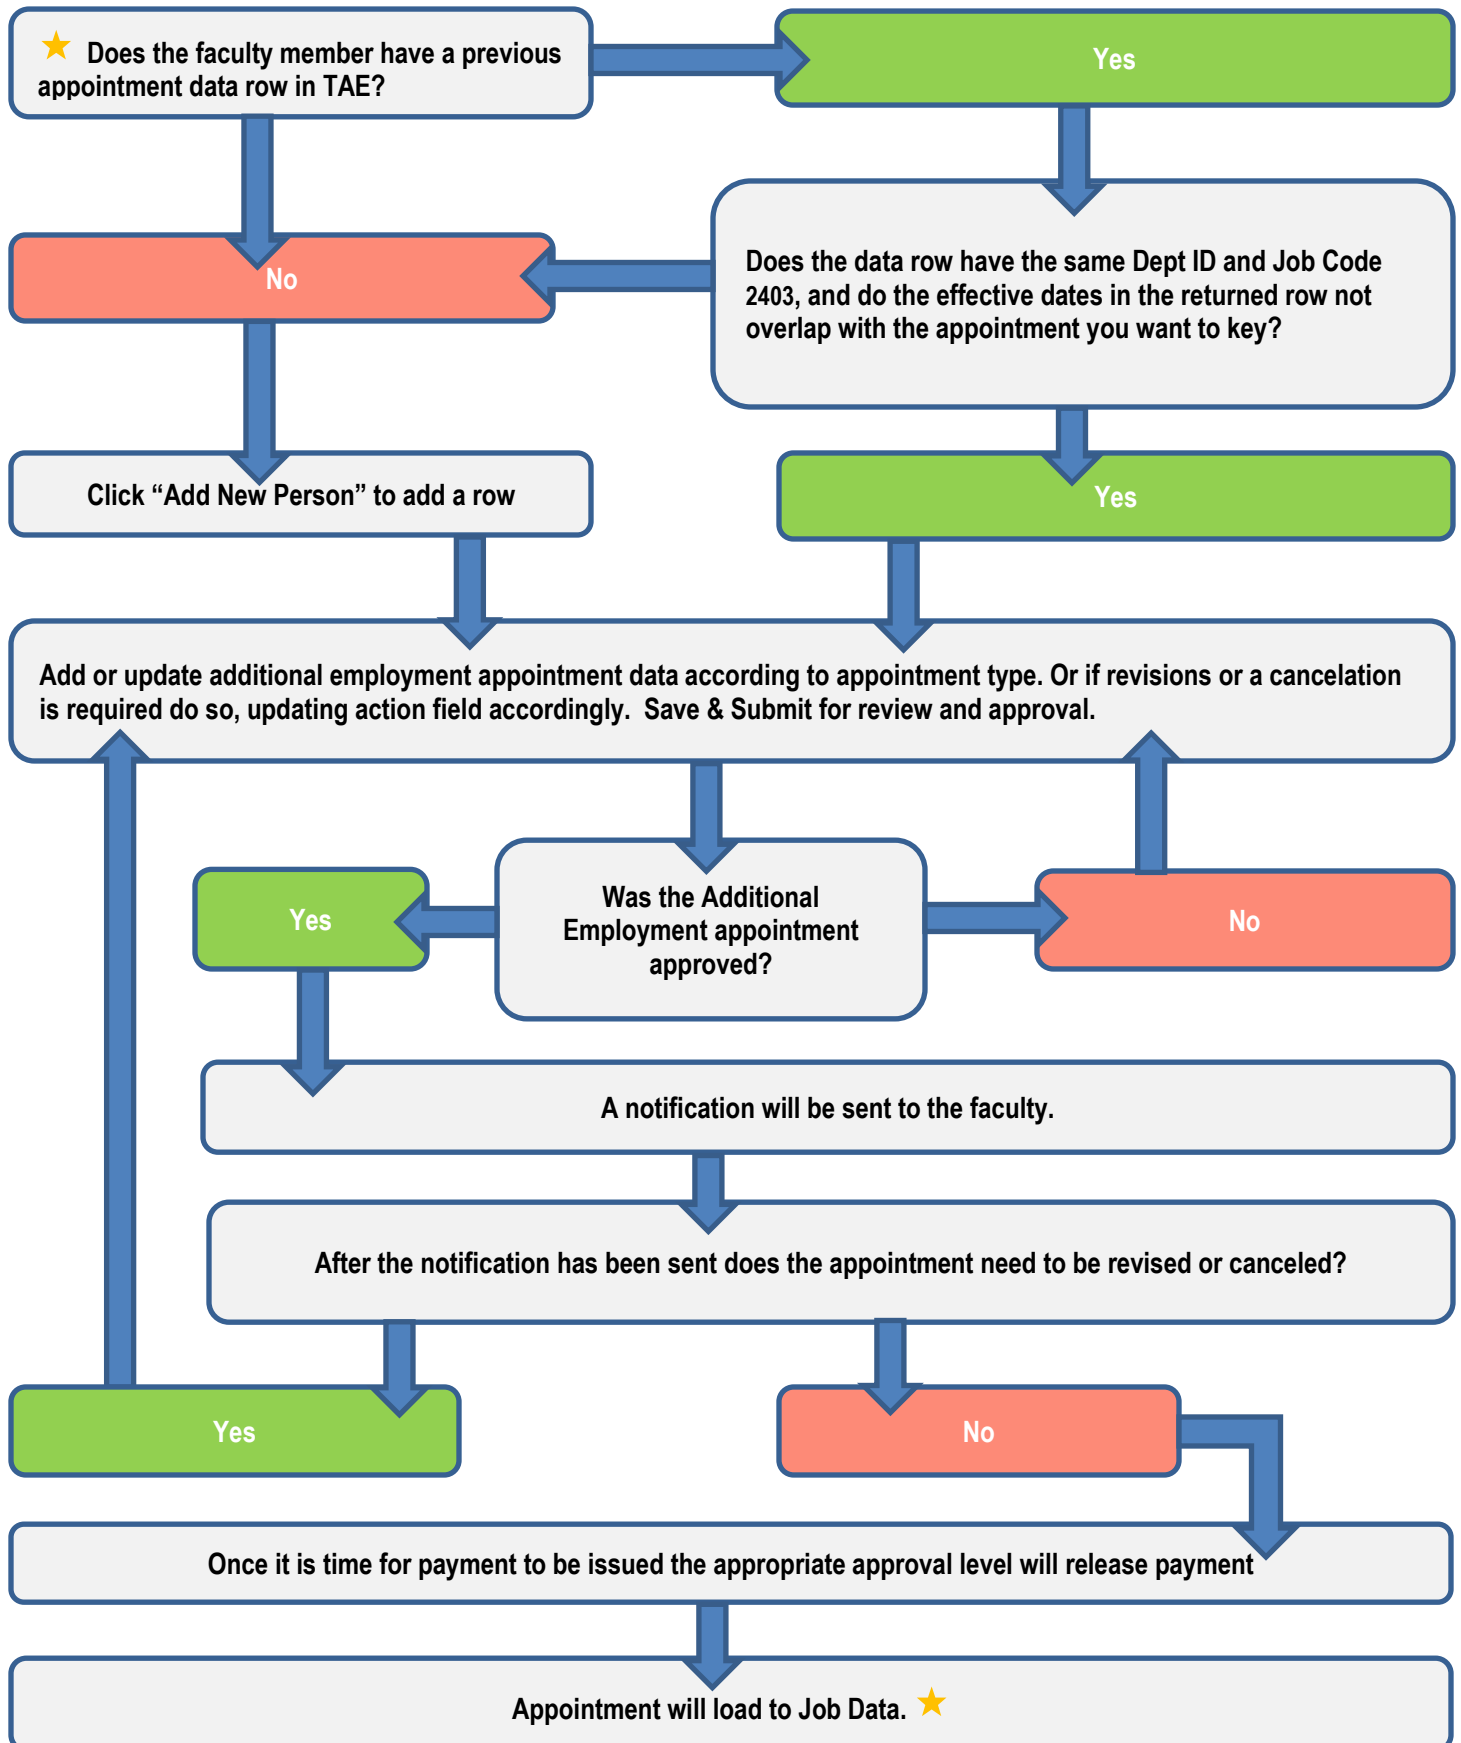 Does the faculty member have a previous
appointment data row in TAE?
Yes
Does the data row have the same Dept ID and Job Code
2403, and do the effective dates in the returned row not
overlap with the appointment you want to key?
No
Click “Add New Person” to add a row
Yes
Add or update additional employment appointment data according to appointment type. Or if revisions or a cancelation
is required do so, updating action field accordingly.  Save & Submit for review and approval.
Was the Additional
Employment appointment
approved?
Yes
No
A notification will be sent to the faculty.
After the notification has been sent does the appointment need to be revised or canceled?
Yes
No
Once it is time for payment to be issued the appropriate approval level will release payment
Appointment will load to Job Data.